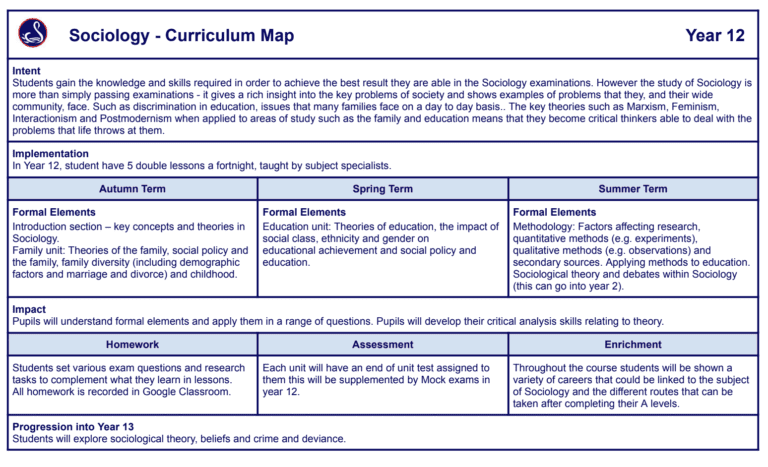 Sociology - Curriculum Map
Year 12
Intent
Students gain the knowledge and skills required in order to achieve the best result they are able in the Sociology examinations. However the study of Sociology is
more than simply passing examinations - it gives a rich insight into the key problems of society and shows examples of problems that they, and their wide
community, face. Such as discrimination in education, issues that many families face on a day to day basis.. The key theories such as Marxism, Feminism,
Interactionism and Postmodernism when applied to areas of study such as the family and education means that they become critical thinkers able to deal with the
problems that life throws at them.
Implementation
In Year 12, student have 5 double lessons a fortnight, taught by subject specialists.
Autumn Term
Spring Term
Summer Term
Formal Elements
Introduction section – key concepts and theories in
Sociology.
Family unit: Theories of the family, social policy and
the family, family diversity (including demographic
factors and marriage and divorce) and childhood.
Formal Elements
Education unit: Theories of education, the impact of
social class, ethnicity and gender on
educational achievement and social policy and
education.
Formal Elements
Methodology: Factors affecting research,
quantitative methods (e.g. experiments),
qualitative methods (e.g. observations) and
secondary sources. Applying methods to education.
Sociological theory and debates within Sociology
(this can go into year 2).
Impact
Pupils will understand formal elements and apply them in a range of questions. Pupils will develop their critical analysis skills relating to theory.
Homework
Assessment
Enrichment
Students set various exam questions and research
tasks to complement what they learn in lessons.
All homework is recorded in Google Classroom.
Each unit will have an end of unit test assigned to
them this will be supplemented by Mock exams in
year 12.
Throughout the course students will be shown a
variety of careers that could be linked to the subject
of Sociology and the different routes that can be
taken after completing their A levels.
Progression into Year 13
Students will explore sociological theory, beliefs and crime and deviance.